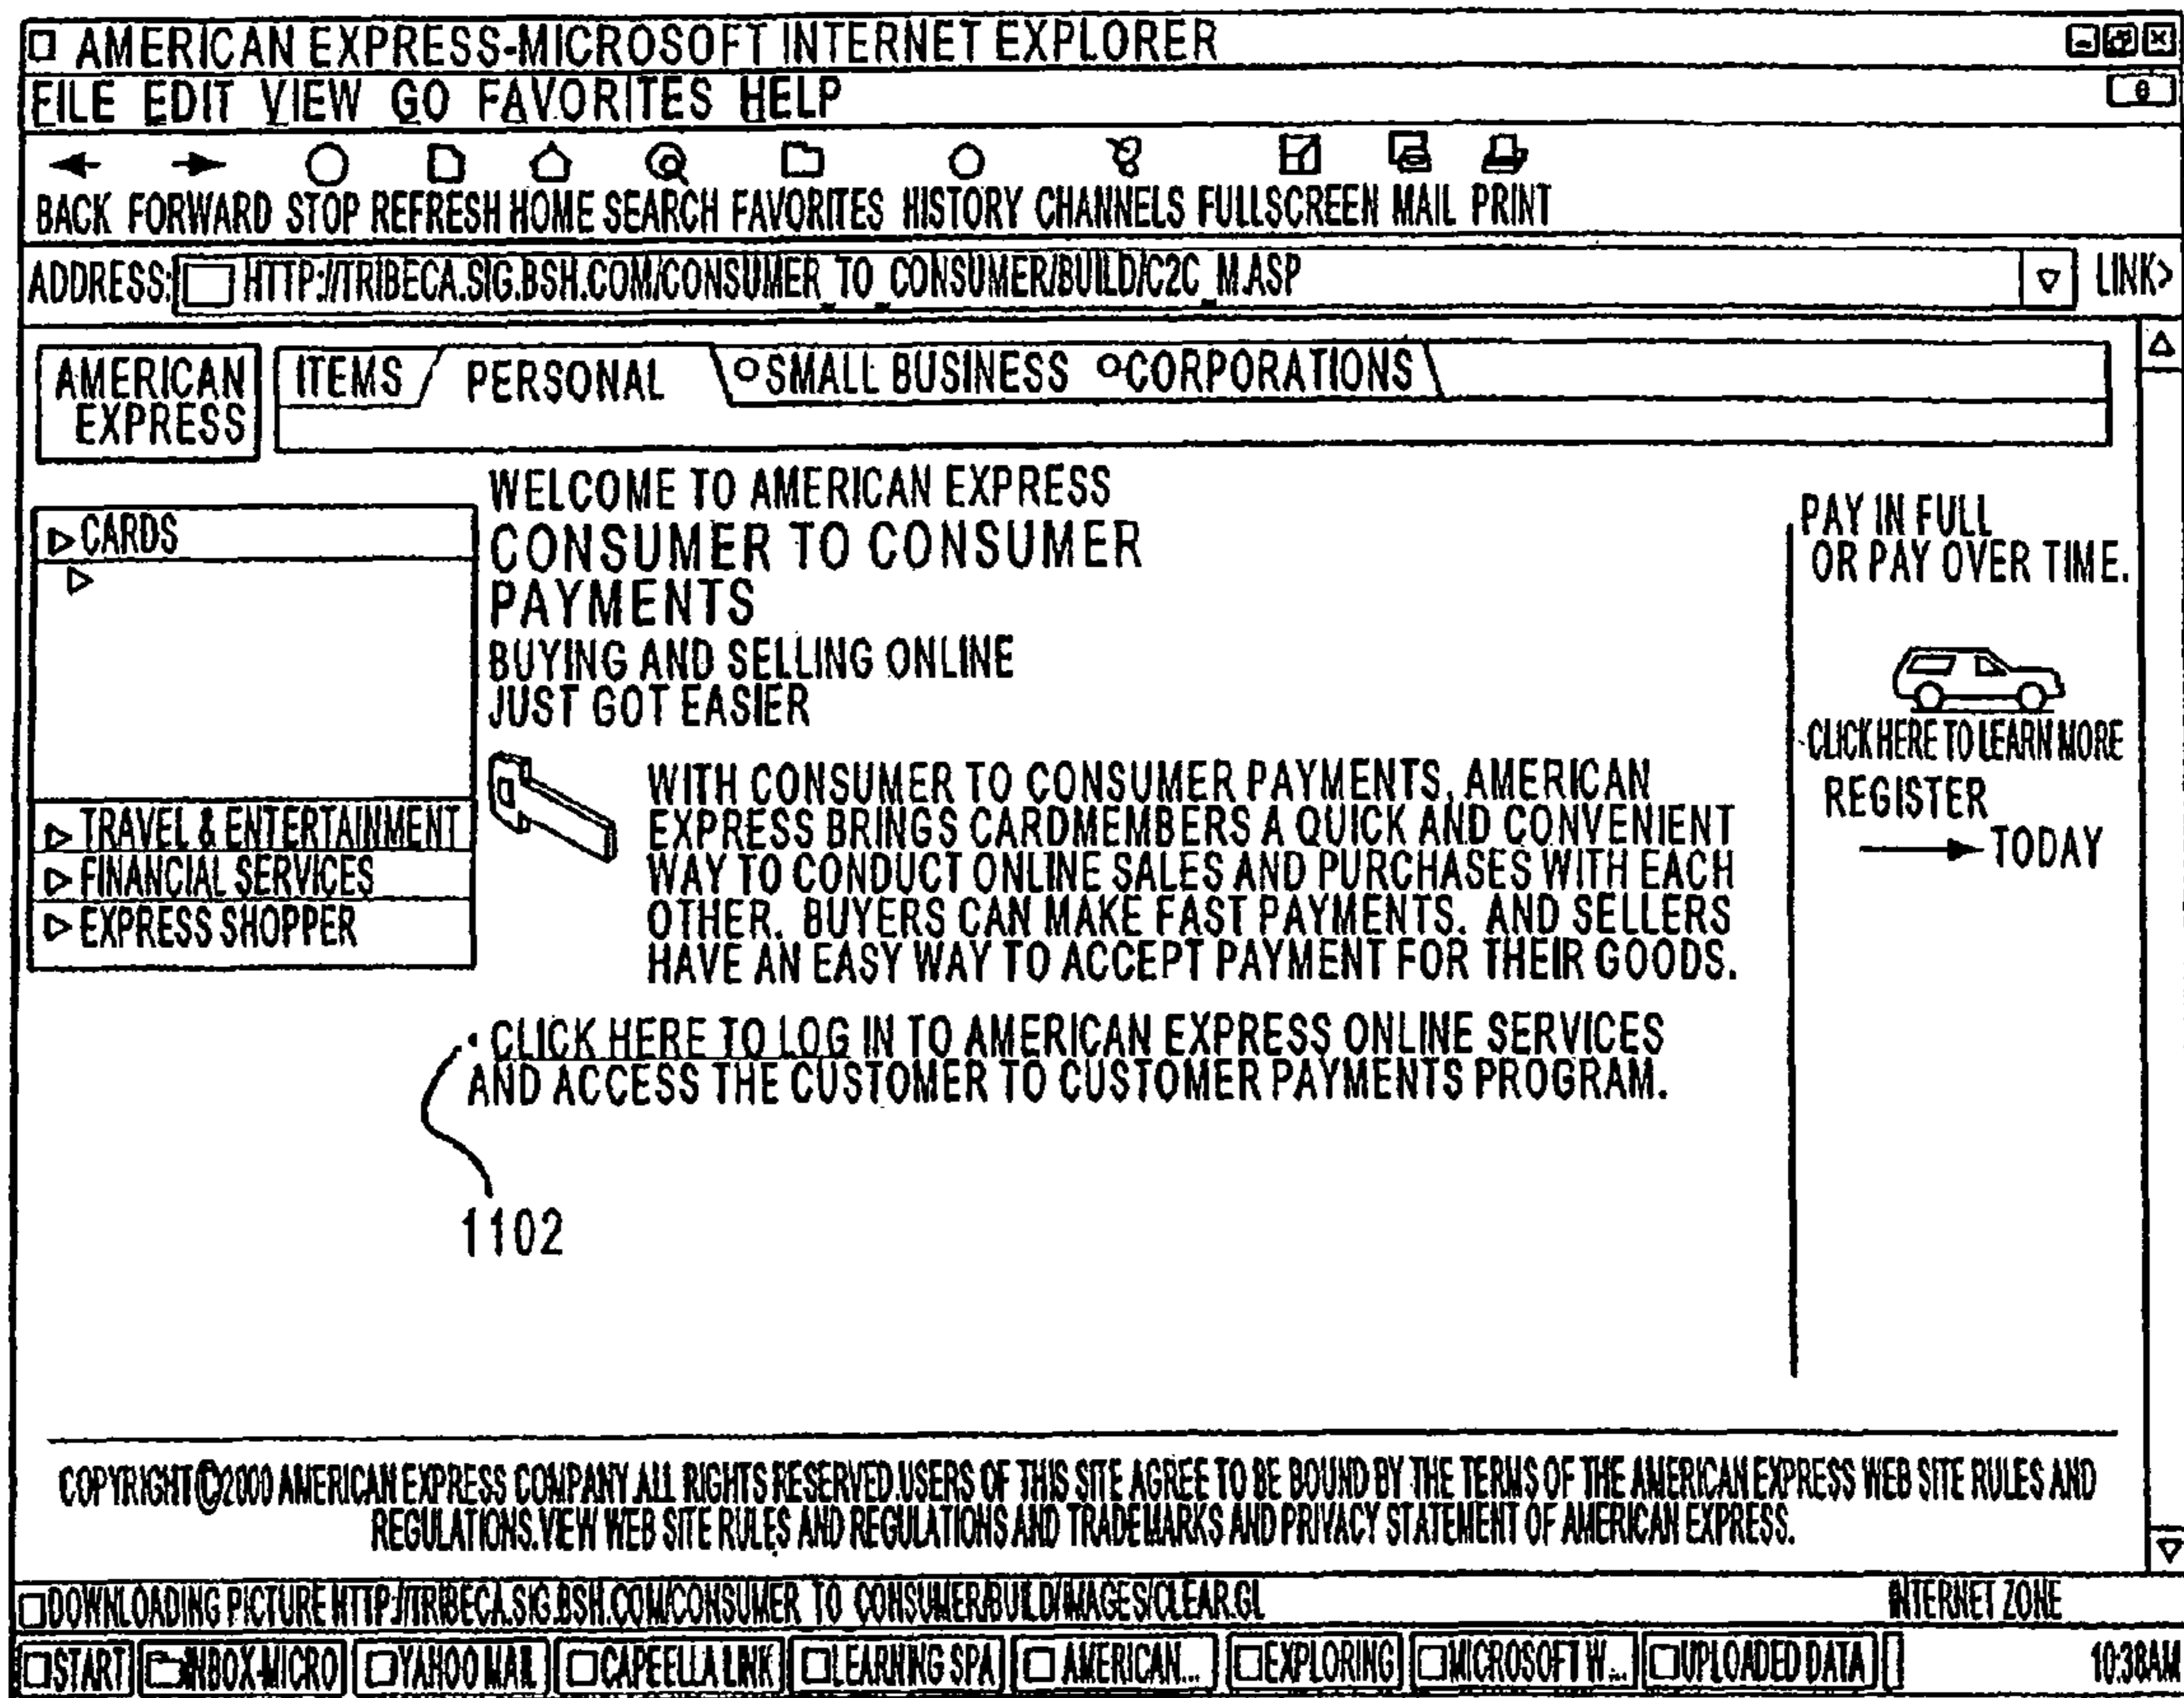 AMERICAN EXPRESS-MICROSOFT INTERNET EXPLORER
FILE EDIT VIEW GO FAVORITES HELP
BACK FORWARD STOP REFRESH HOME SEARCH FAVORITES HISTORY CHANNELS FULLSCREEN MAIL PRINT
ADDRESS: HTTP://TRIBECA.SIG.BSH.COM/CONSUMER_TO_CONSUMER/BUILD/C2C_M.ASP LINK>
AMERICAN
EXPRESS
ITEMS PERSONAL SMALL BUSINESS CORPORATIONS
CARDS
TRAVEL & ENTERTAINMENT
FINANCIAL SERVICES
EXPRESS SHOPPER
WELCOME TO AMERICAN EXPRESS
CONSUMER TO CONSUMER
PAYMENTS
BUYING AND SELLING ONLINE
JUST GOT EASIER
WITH CONSUMER TO CONSUMER PAYMENTS, AMERICAN
EXPRESS BRINGS CARDMEMBERS A QUICK AND CONVENIENT
WAY TO CONDUCT ONLINE SALES AND PURCHASES WITH EACH
OTHER. BUYERS CAN MAKE FAST PAYMENTS. AND SELLERS
HAVE AN EASY WAY TO ACCEPT PAYMENT FOR THEIR GOODS.
• CLICK HERE TO LOG IN TO AMERICAN EXPRESS ONLINE SERVICES
AND ACCESS THE CUSTOMER TO CUSTOMER PAYMENTS PROGRAM.
1102
PAY IN FULL
OR PAY OVER TIME.
CLICK HERE TO LEARN MORE
REGISTER
TODAY
COPYRIGHT ©2000 AMERICAN EXPRESS COMPANY.ALL RIGHTS RESERVED.USERS OF THIS SITE AGREE TO BE BOUND BY THE TERMS OF THE AMERICAN EXPRESS WEB SITE RULES AND
REGULATIONS.VIEW WEB SITE RULES AND REGULATIONS AND TRADEMARKS AND PRIVACY STATEMENT OF AMERICAN EXPRESS.
DOWNLOADING PICTURE HTTP://TRIBECA.SIG.BSH.COM/CONSUMER_TO_CONSUMER/BUILD/IMAGES/CLEAR.GL INTERNET ZONE
START INBOX-MICRO YAHOO MAIL CAPEELLA LINK LEARNING SPA AMERICAN... EXPLORING MICROSOFT W... UPLOADED DATA 10:38AM